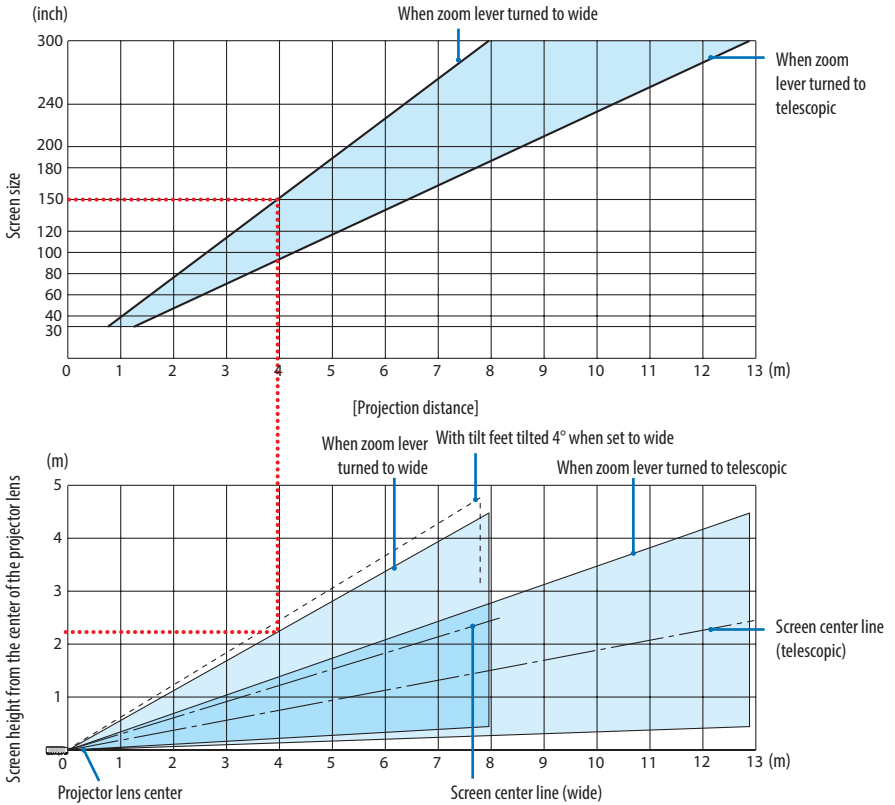 (inch)
When zoom lever turned to wide
300
240
200
180
150
120
100
80
60
40
30
Screen size
When zoom
lever turned to
telescopic
0 1 2 3 4 5 6 7 8 9 10 11 12 13 (m)
[Projection distance]
(m)
When zoom lever
turned to wide
With tilt feet tilted 4° when set to wide
When zoom lever turned to telescopic
5
4
3
2
1
Screen height from the center of the projector lens
Screen center line
(telescopic)
0 1 2 3 4 5 6 7 8 9 10 11 12 13 (m)
Projector lens center
Screen center line (wide)